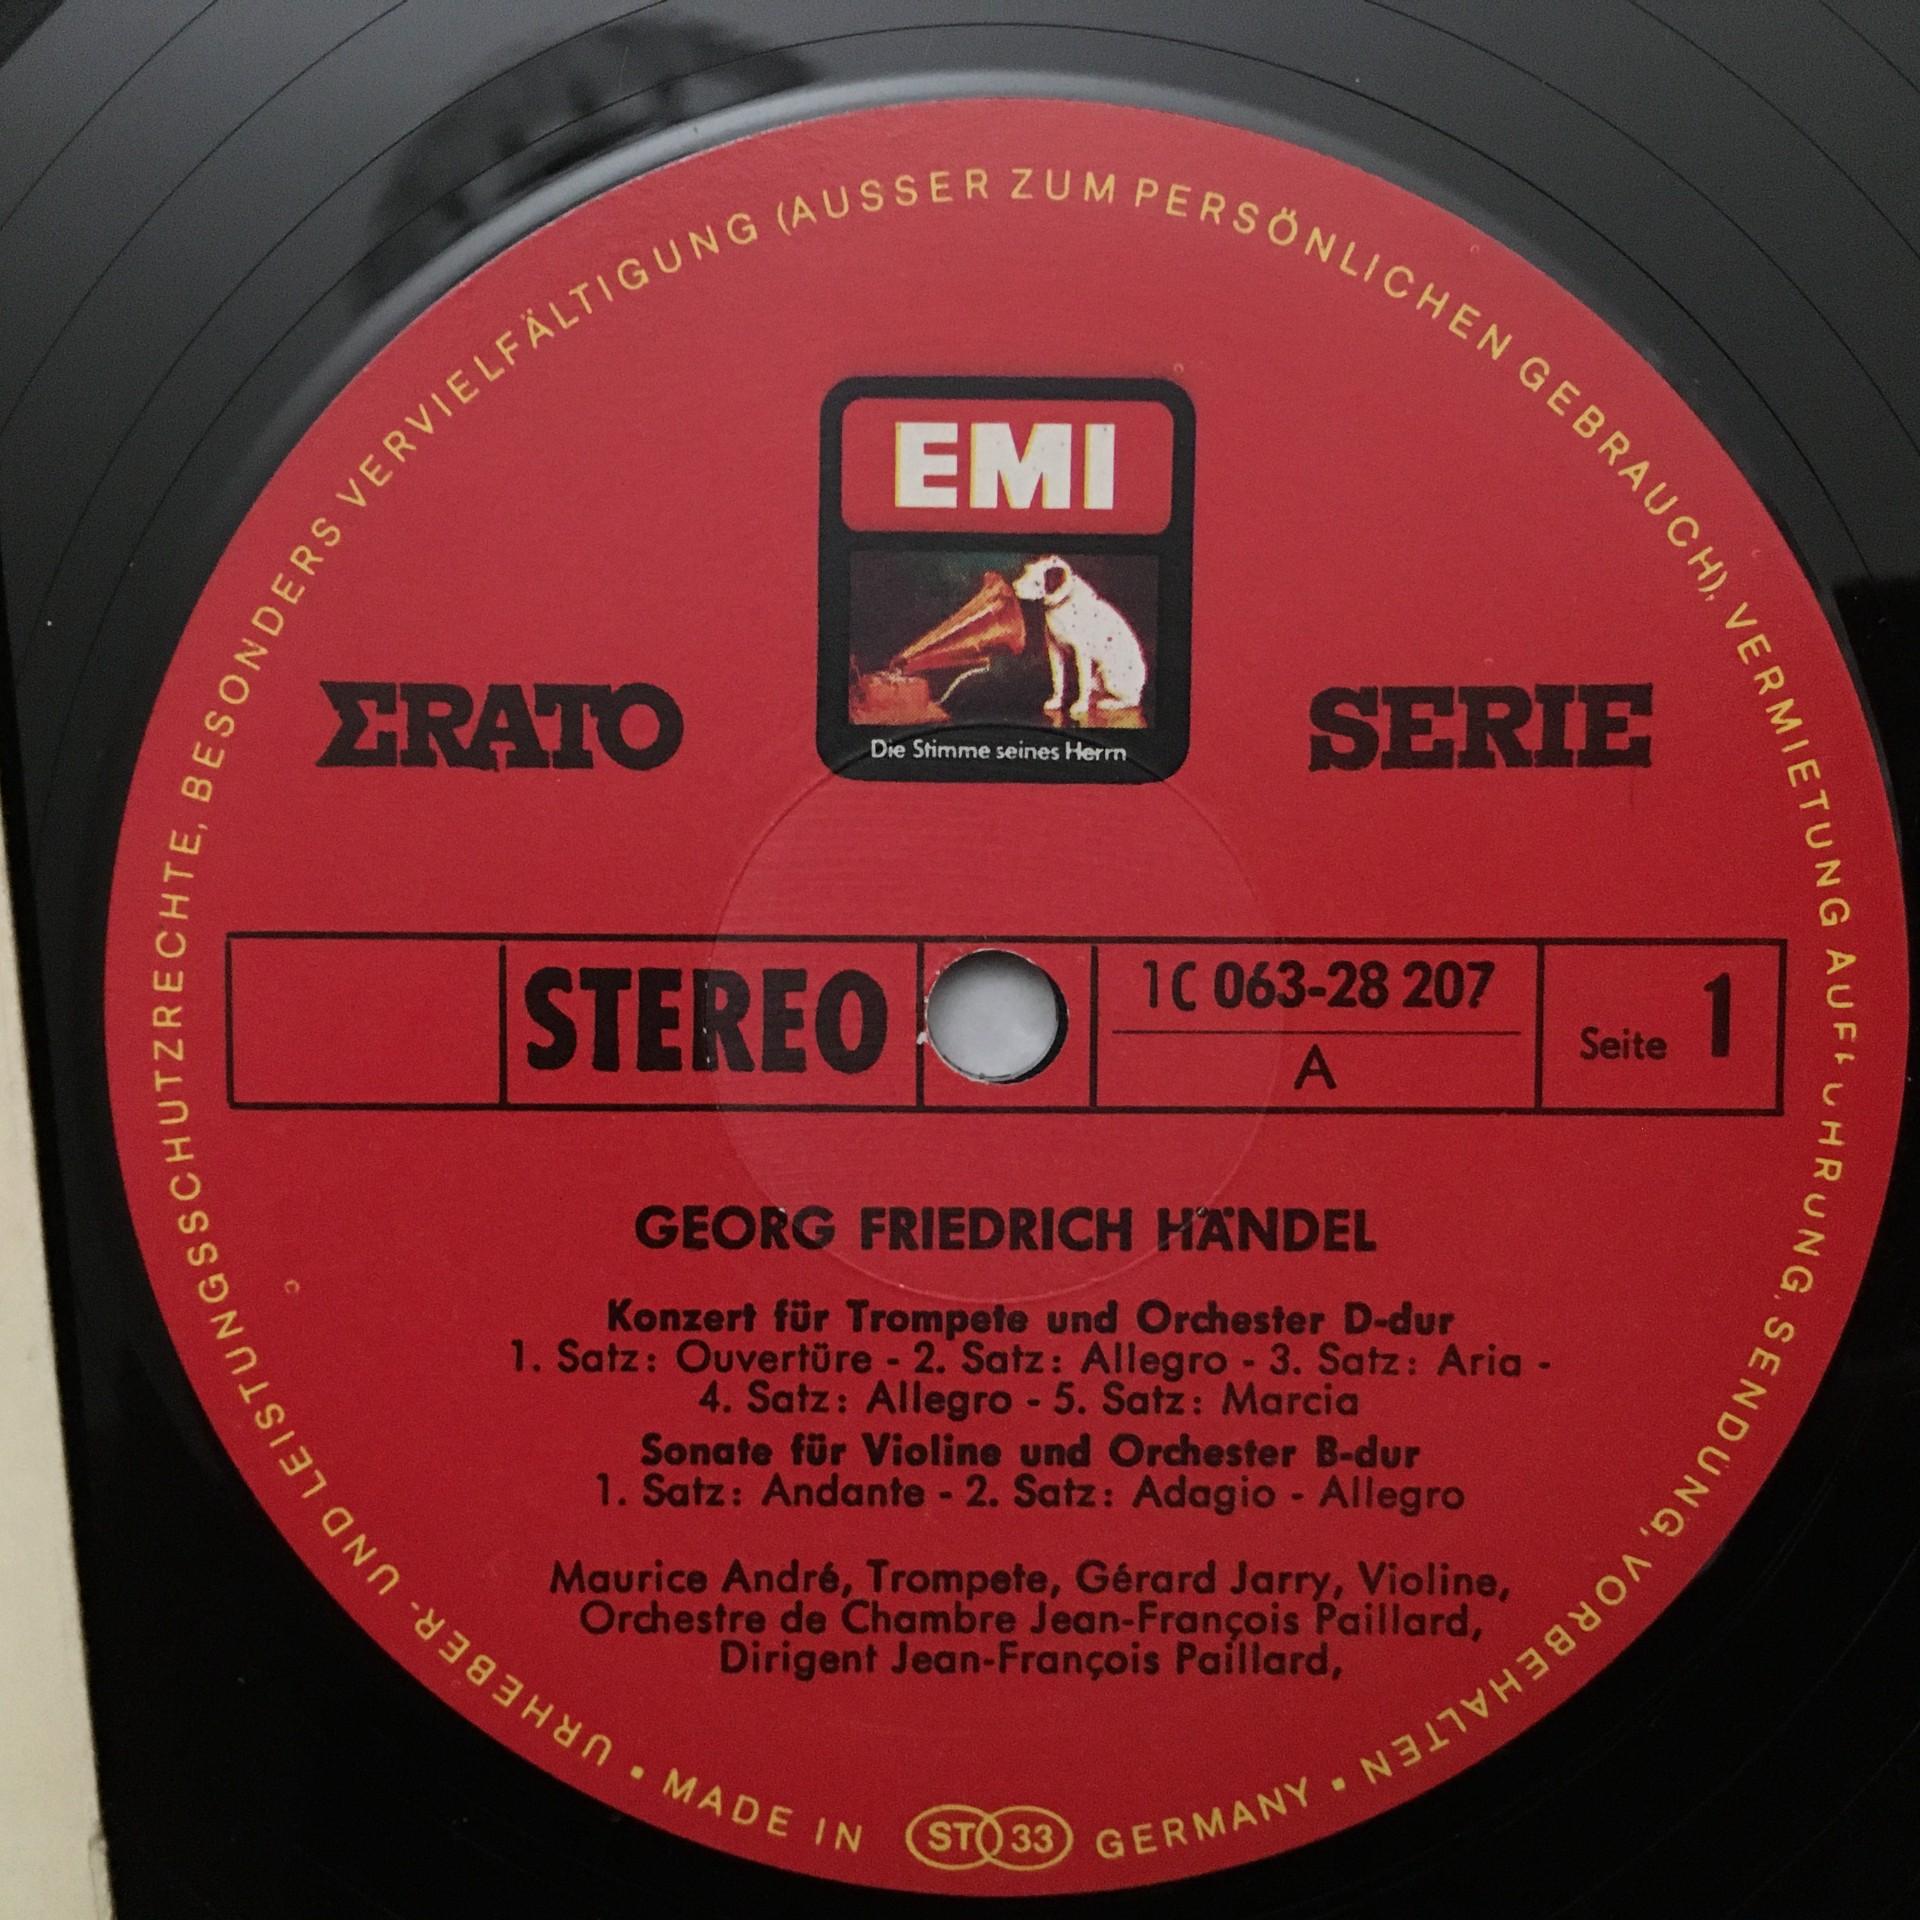 URHEBER- UND LEISTUNGSSCHUTZRECHTE, BESONDERS VERVIELFÄLTIGUNG (AUSSER ZUM PERSÖNLICHEN GEBRAUCH), VERMIETUNG AUFFÜHRUNG, SENDUNG, VORBEHALTEN
EMI
Die Stimme seines Herrn
ΣRATO SERIE
STEREO
1C 063-28 207
A
Seite 1
GEORG FRIEDRICH HÄNDEL
Konzert für Trompete und Orchester D-dur
1. Satz: Ouvertüre - 2. Satz: Allegro - 3. Satz: Aria -
4. Satz: Allegro - 5. Satz: Marcia
Sonate für Violine und Orchester B-dur
1. Satz: Andante - 2. Satz: Adagio - Allegro
Maurice André, Trompete, Gérard Jarry, Violine,
Orchestre de Chambre Jean-François Paillard,
Dirigent Jean-François Paillard,
• MADE IN ST 33 GERMANY •